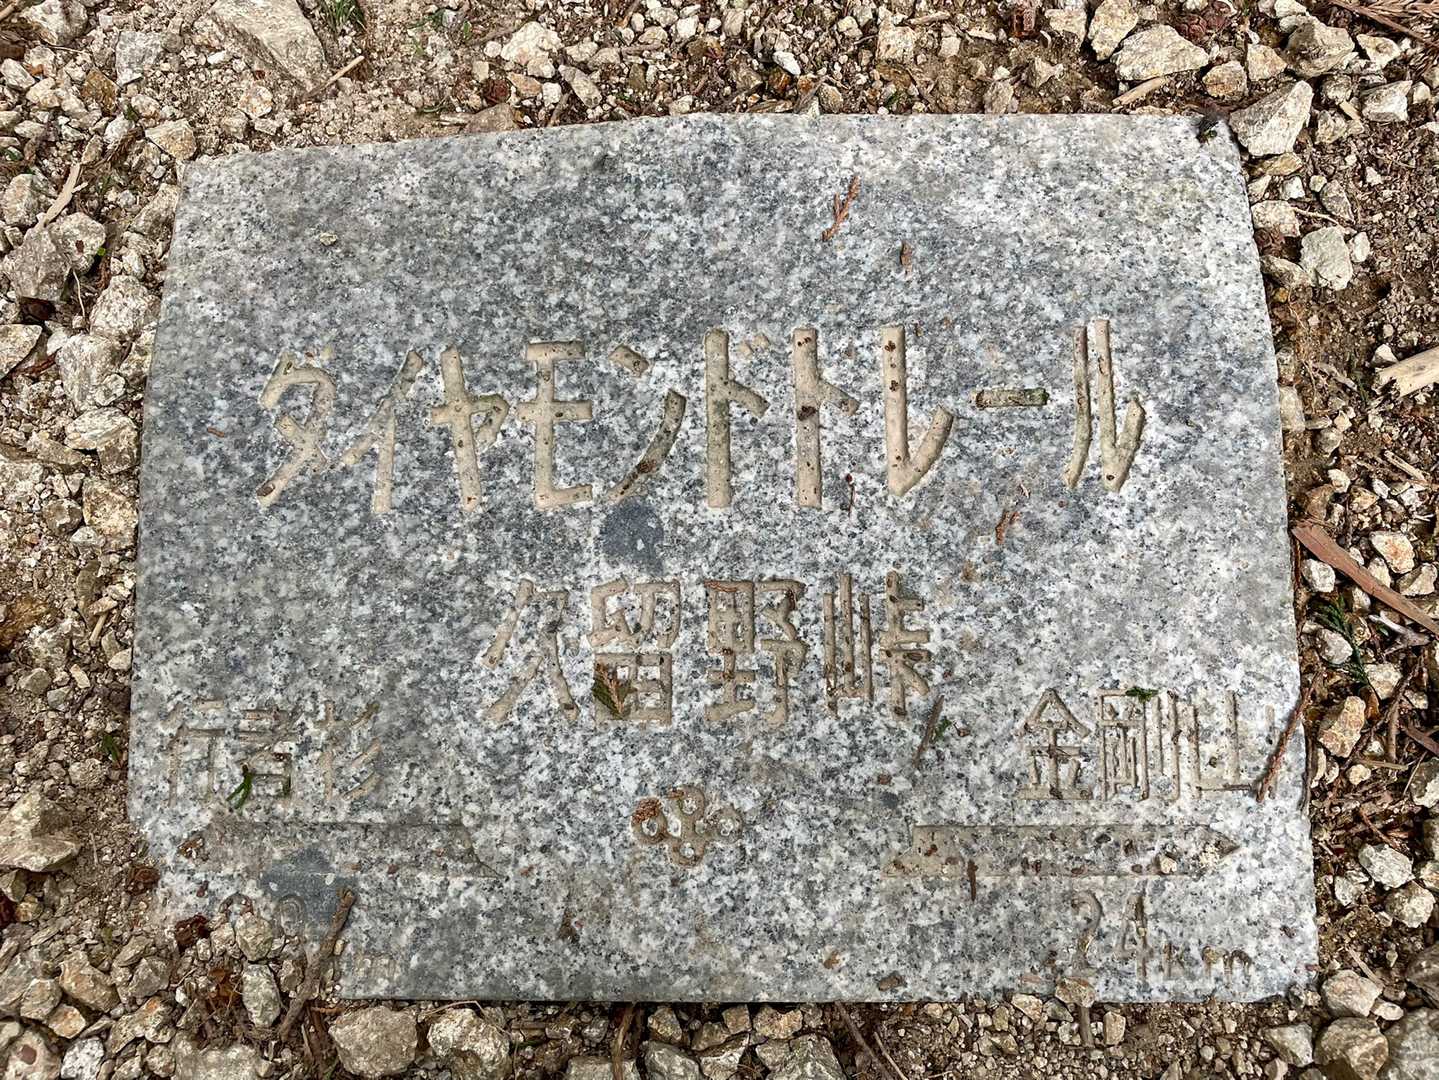 ダイヤモンドトレール
久留野峠
行者杉 金剛山
m 2.4km